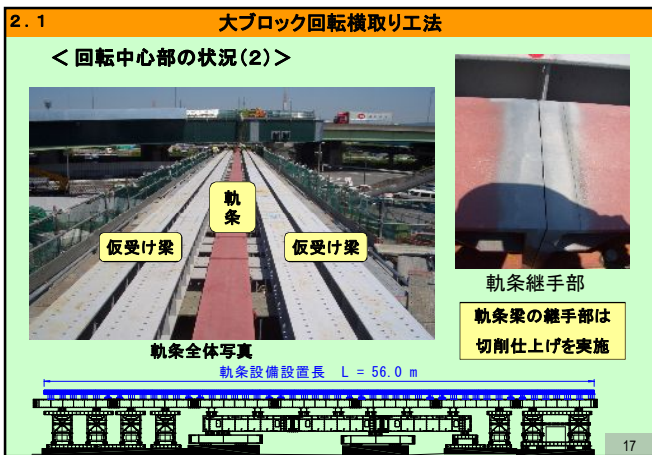 2.1 大ブロック回転横取り工法
＜回転中心部の状況(2)＞
軌
条
仮受け梁
仮受け梁
軌条継手部
軌条梁の継手部は
切削仕上げを実施
軌条全体写真
軌条設備設置長 L = 56.0 m
17